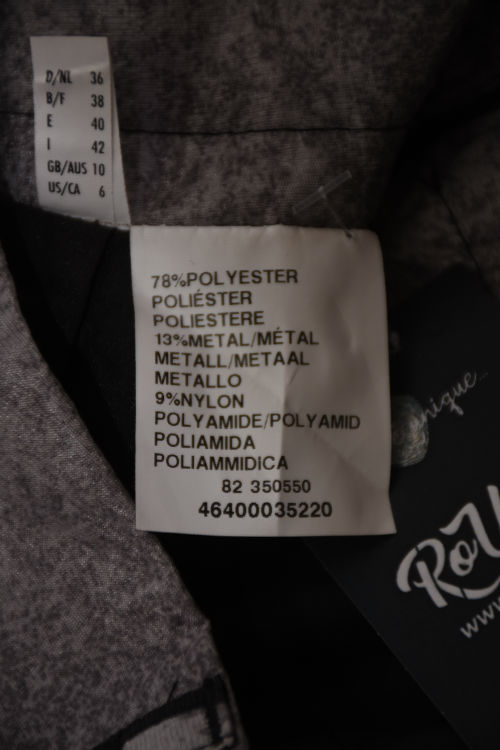 D/NL 36
B/F 38
E 40
I 42
GB/AUS 10
US/CA 6
78%POLYESTER
POLIÉSTER
POLIESTERE
13%METAL/MÉTAL
METALL/METAAL
METALLO
9%NYLON
POLYAMIDE/POLYAMID
POLIAMIDA
POLIAMMIDICA
82 350550
46400035220